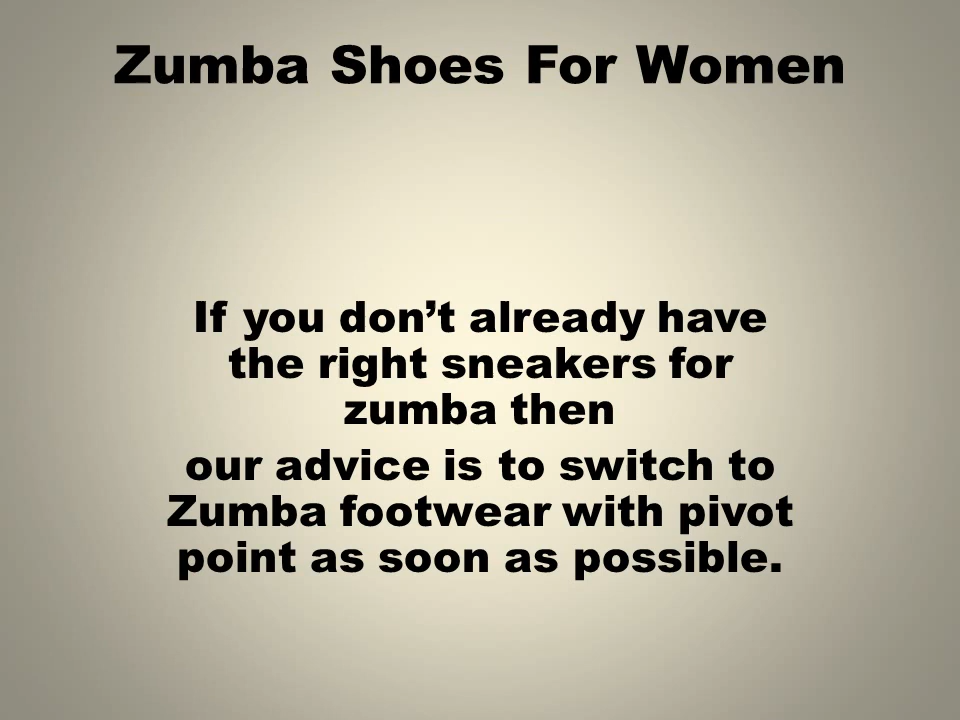 Zumba Shoes For Women
If you don’t already have
the right sneakers for
zumba then
our advice is to switch to
Zumba footwear with pivot
point as soon as possible.